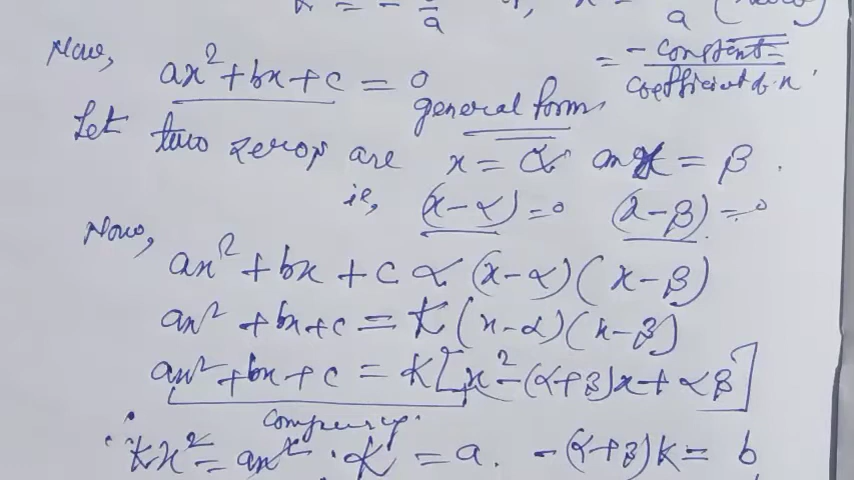 x = - — a or, x = a
Now, ax² + bx + c = 0 = - constant / coefficient of x.
general form,
Let two zeros are x = α and x = β.
ie, (x-α)=0 (x-β)=0
Now,
ax² + bx + c ∝ (x-α)(x-β)
ax² + bx + c = K(x-α)(x-β)
ax² + bx + c = K[x² - (α+β)x + αβ]
Kx² = ax² · K = a. -(α+β)K = b